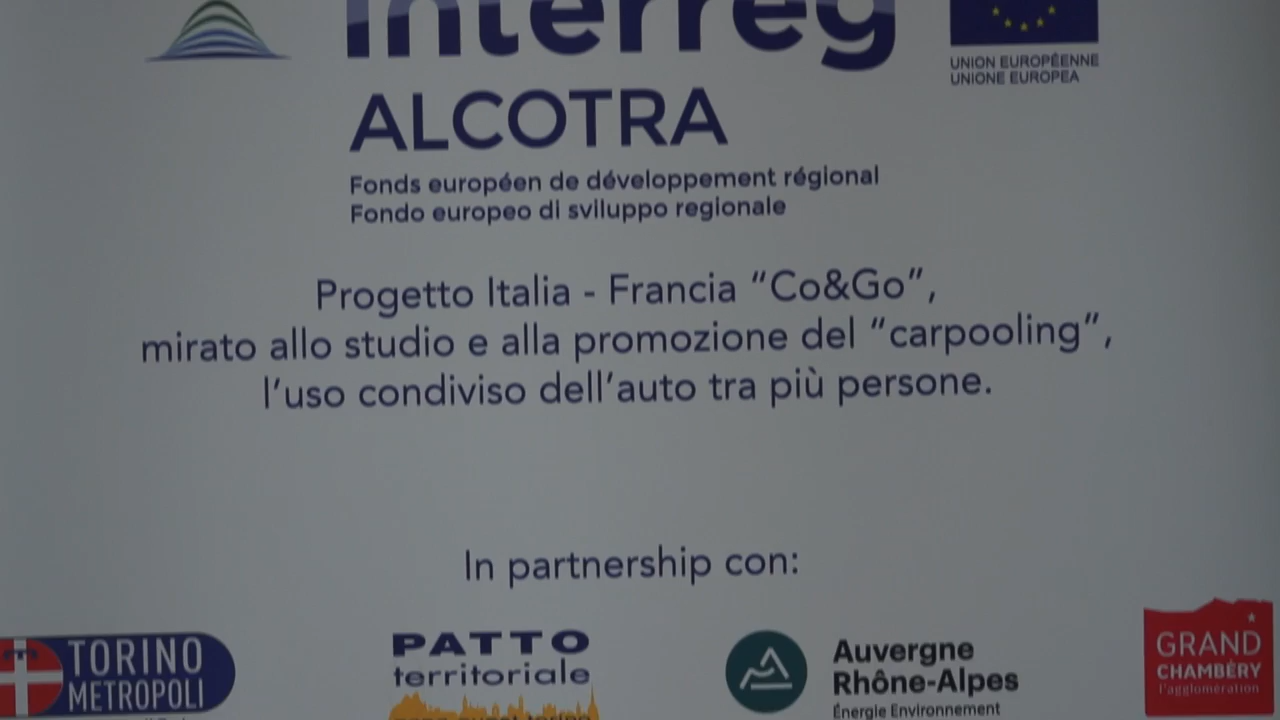 Interreg
UNION EUROPÉENNE
UNIONE EUROPEA
ALCOTRA
Fonds européen de développement régional
Fondo europeo di sviluppo regionale
Progetto Italia - Francia “Co&Go”,
mirato allo studio e alla promozione del “carpooling”,
l’uso condiviso dell’auto tra più persone.
In partnership con:
TORINO
METROPOLI
PATTO
territoriale
Auvergne
Rhône-Alpes
Énergie Environnement
GRAND
CHAMBÉRY
l’agglomération